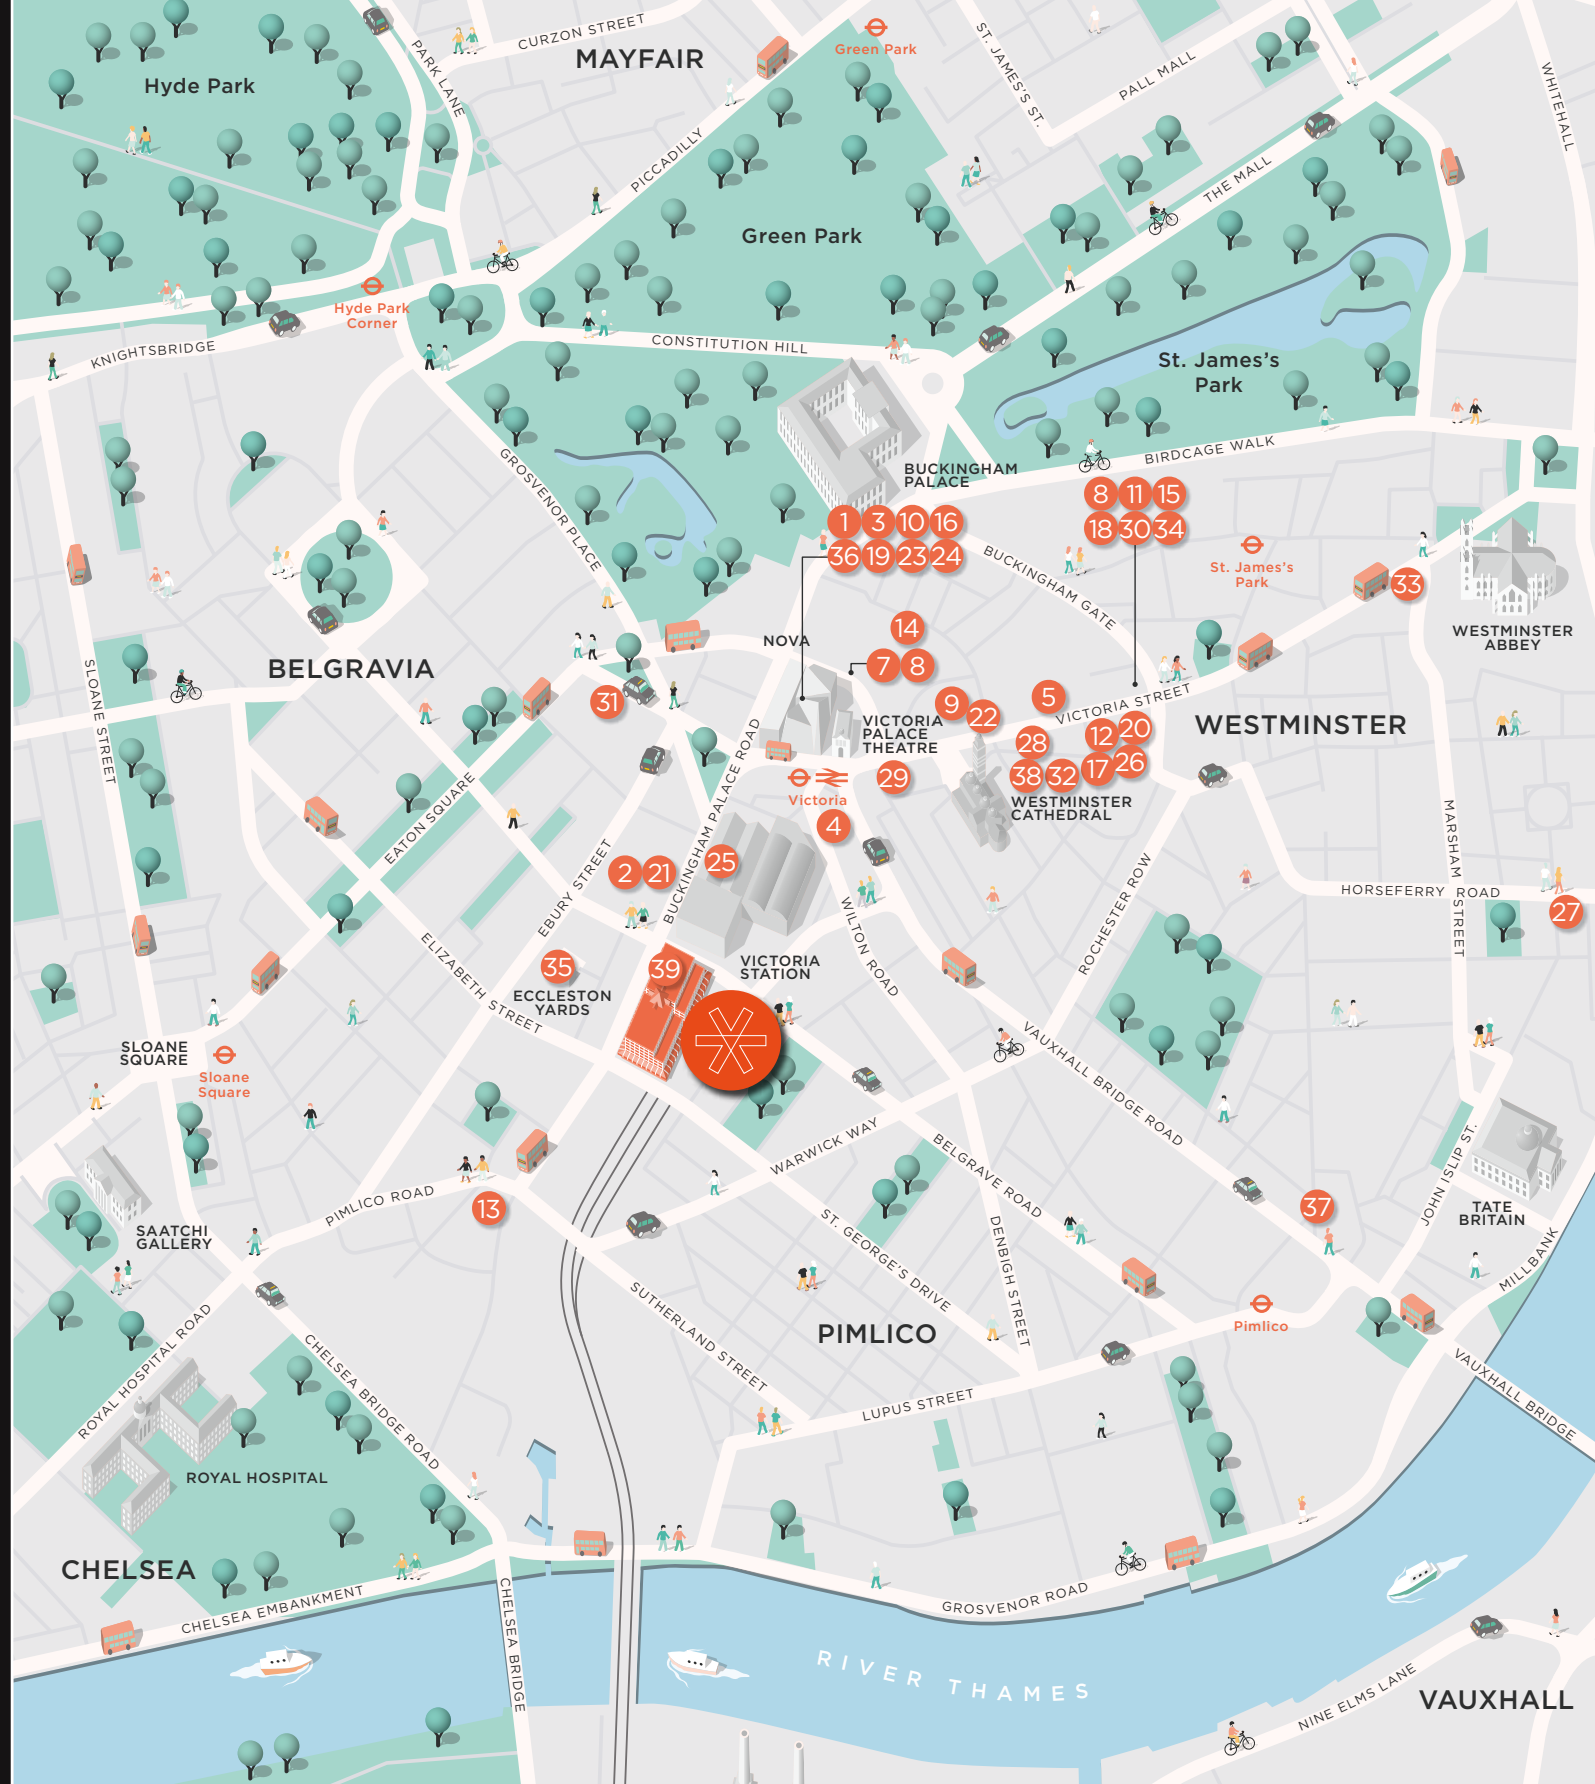 CURZON STREET
MAYFAIR
Green Park
ST. JAMES'S ST.
PALL MALL
WHITEHALL
Hyde Park
PARK LANE
PICCADILLY
THE MALL
Green Park
Hyde Park
Corner
KNIGHTSBRIDGE
CONSTITUTION HILL
St. James's
Park
BIRDCAGE WALK
BUCKINGHAM
PALACE
GROSVENOR PLACE
1 3 10 16
36 19 23 24
8 11 15
18 30 34
BUCKINGHAM GATE
St. James's
Park
33
WESTMINSTER
ABBEY
14
NOVA
7 8
BELGRAVIA
SLOANE STREET
31
5
9
22
VICTORIA STREET
WESTMINSTER
VICTORIA
PALACE
THEATRE
28
12
20
38
32
17
26
WESTMINSTER
CATHEDRAL
29
Victoria
4
BUCKINGHAM PALACE ROAD
EATON SQUARE
2
21
25
EBURY STREET
WILTON ROAD
ROCHESTER ROW
MARSHAM STREET
HORSEFERRY ROAD
27
ELIZABETH STREET
35
ECCLESTON
YARDS
39
VICTORIA
STATION
SLOANE
SQUARE
Sloane
Square
VAUXHALL BRIDGE ROAD
WARWICK WAY
BELGRAVE ROAD
JOHN ISLIP ST.
TATE
BRITAIN
MILLBANK
PIMLICO ROAD
13
37
SAATCHI
GALLERY
ST. GEORGE'S DRIVE
DENBIGH STREET
SUTHERLAND STREET
PIMLICO
Pimlico
ROYAL HOSPITAL ROAD
CHELSEA BRIDGE ROAD
LUPUS STREET
VAUXHALL BRIDGE
ROYAL HOSPITAL
CHELSEA
CHELSEA EMBANKMENT
CHELSEA BRIDGE
GROSVENOR ROAD
RIVER THAMES
NINE ELMS LANE
VAUXHALL